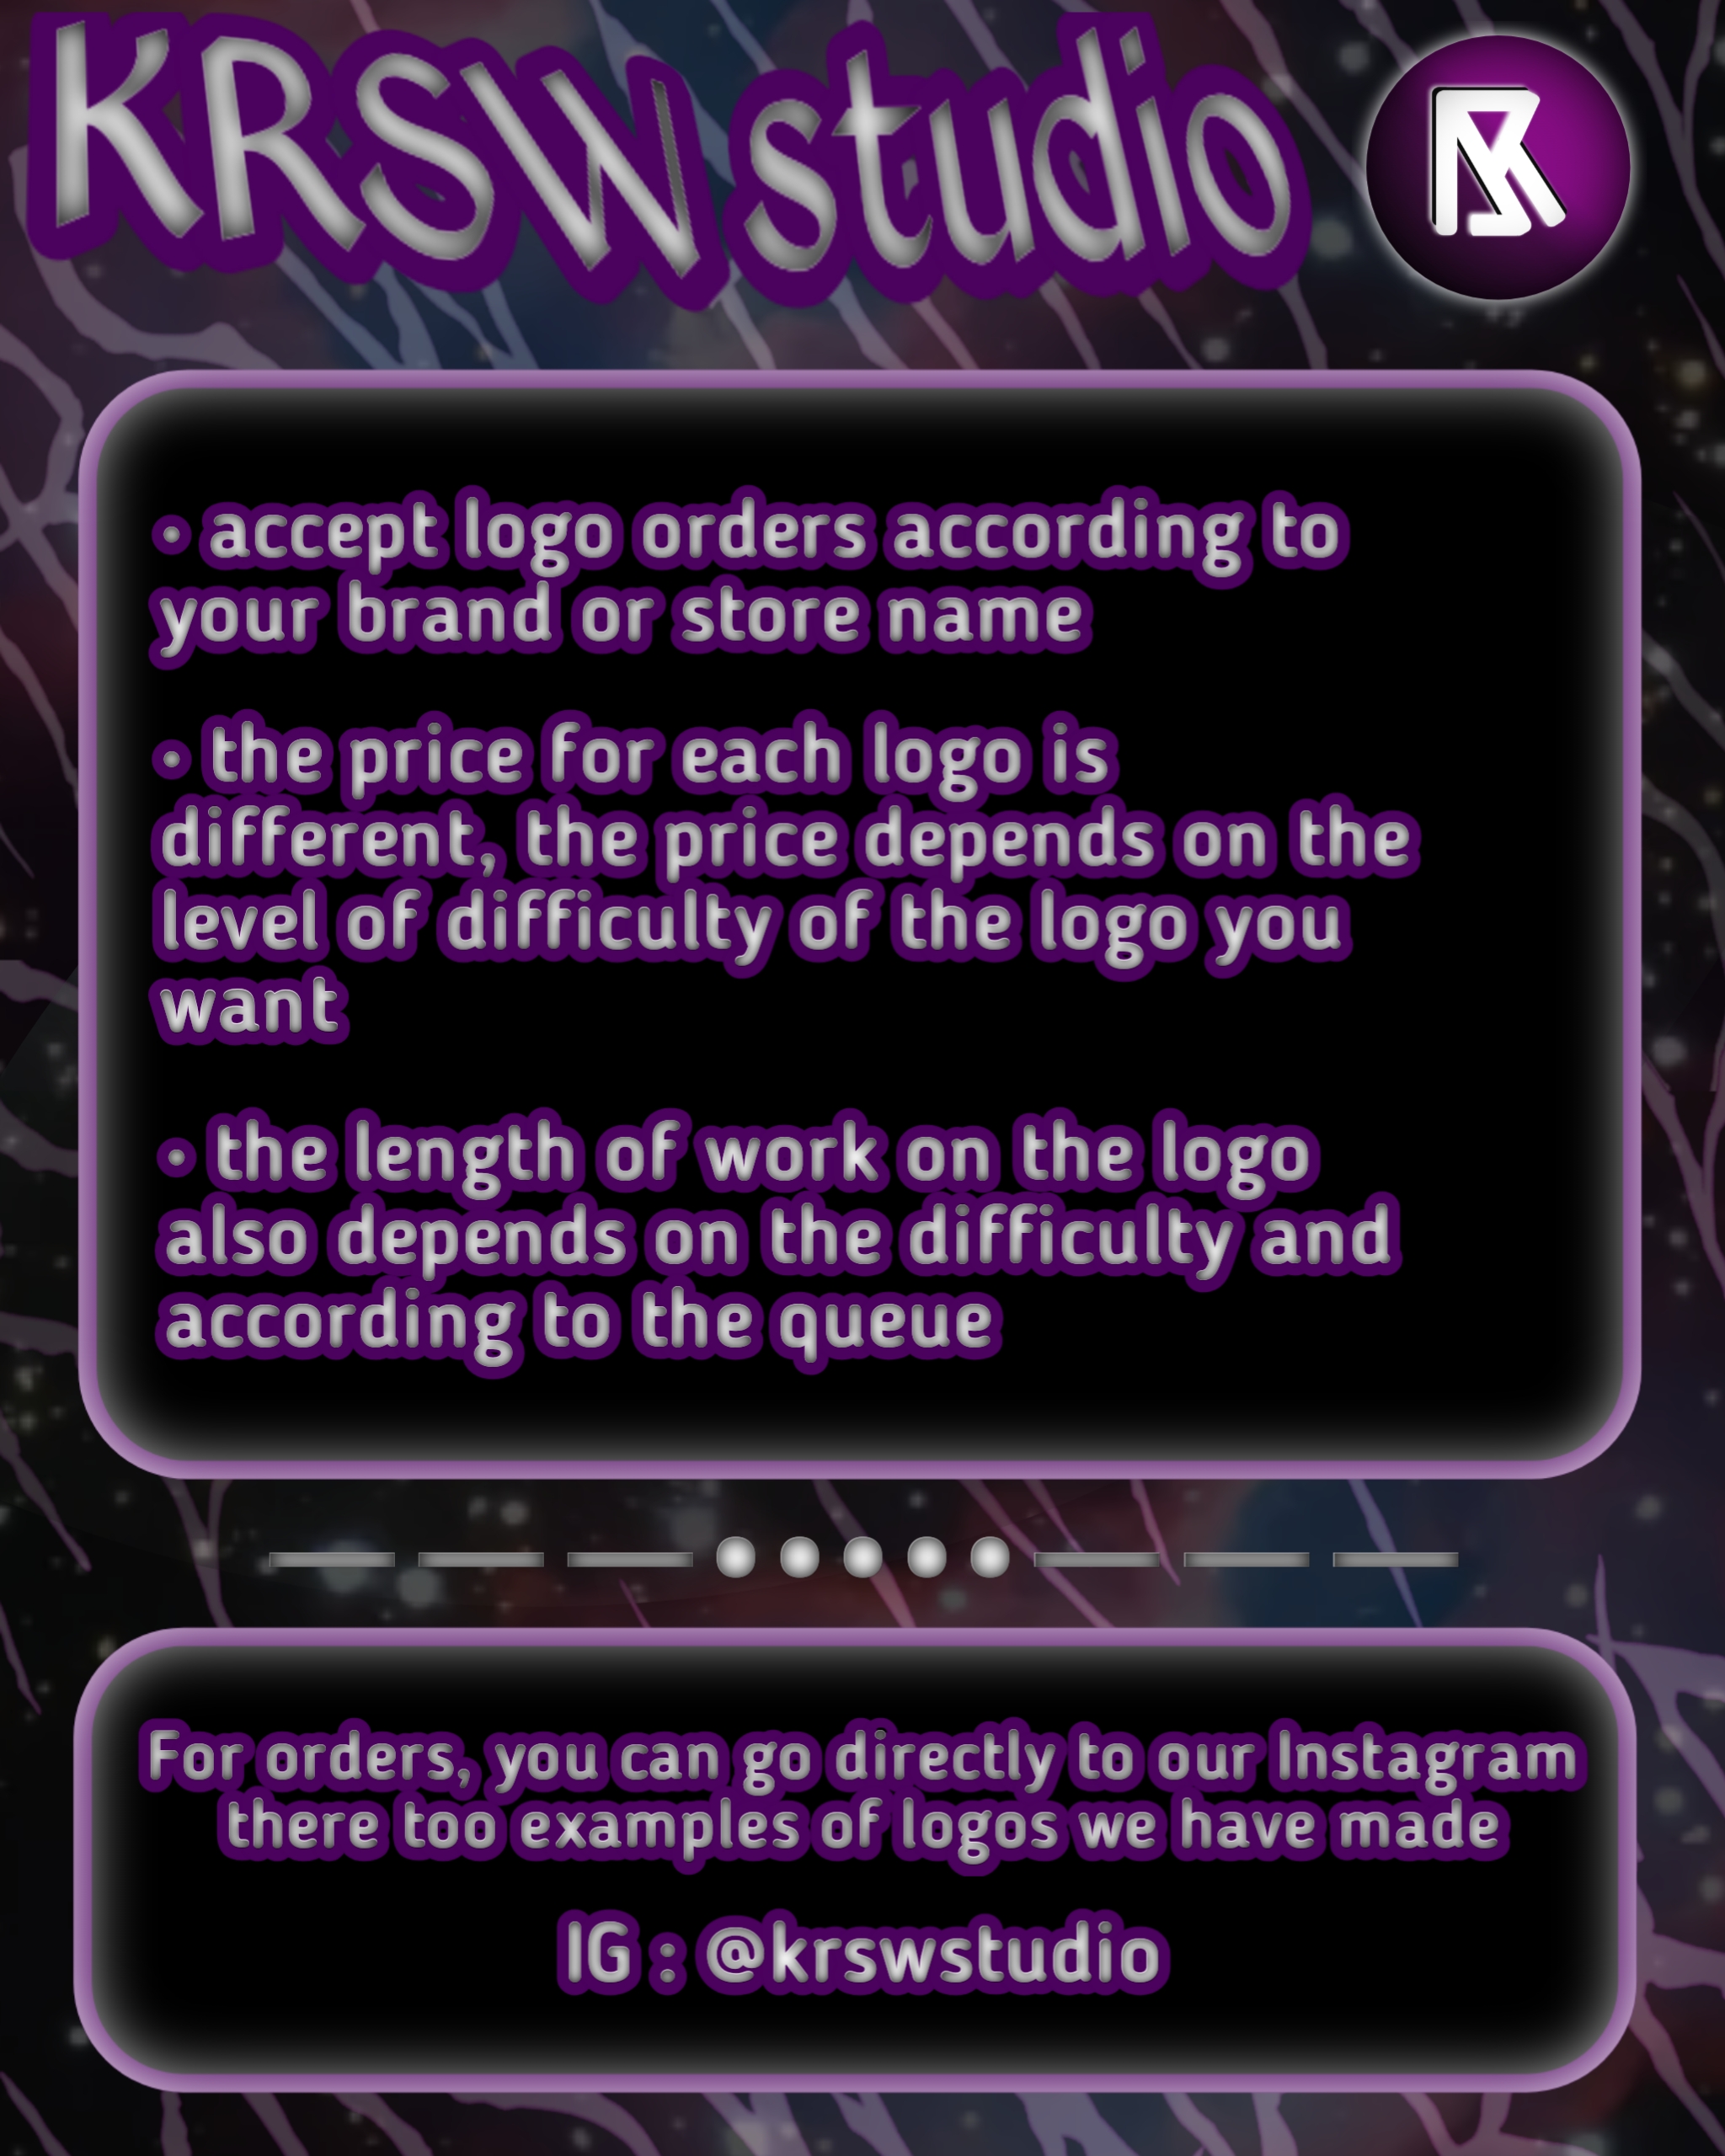 KRSW studio
• accept logo orders according to
your brand or store name
• the price for each logo is
different, the price depends on the
level of difficulty of the logo you
want
• the length of work on the logo
also depends on the difficulty and
according to the queue
For orders, you can go directly to our Instagram
there too examples of logos we have made
IG : @krswstudio